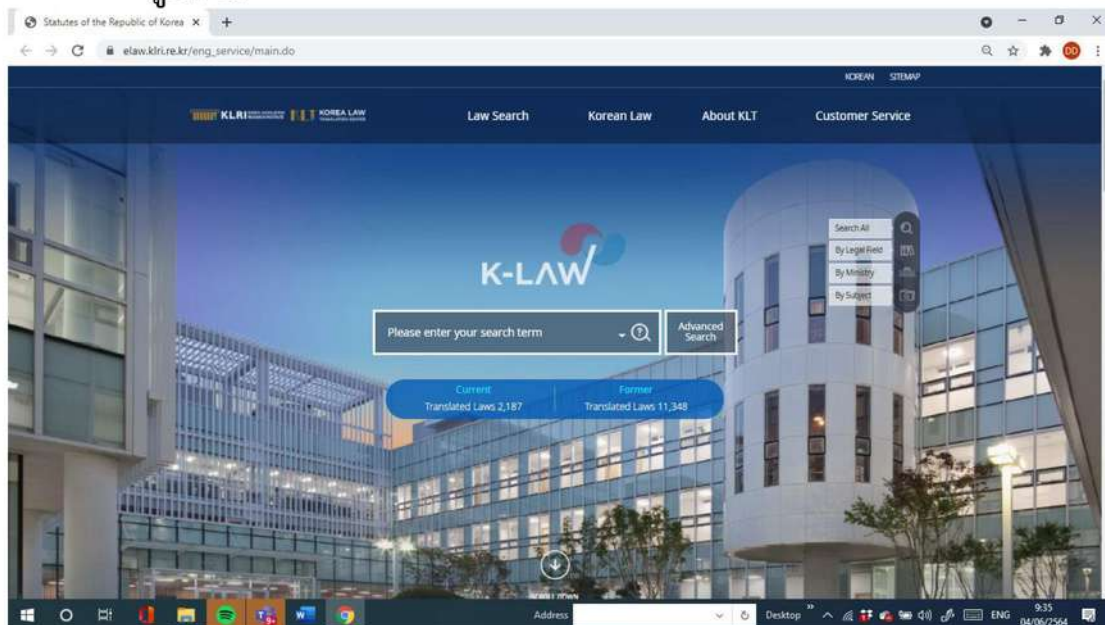 Statutes of the Republic of Korea
elaw.klri.re.kr/eng_service/main.do
DD
KOREAN SITEMAP
KLRI KOREA LAW
Law Search Korean Law About KLT Customer Service
K-LAW
Search All
By Legal Field
By Ministry
By Subject
Please enter your search term
Advanced
Search
Current Former
Translated Laws 2,187 Translated Laws 11,348
SCROLL DOWN
Address
Desktop
ENG
9:35
04/06/2564